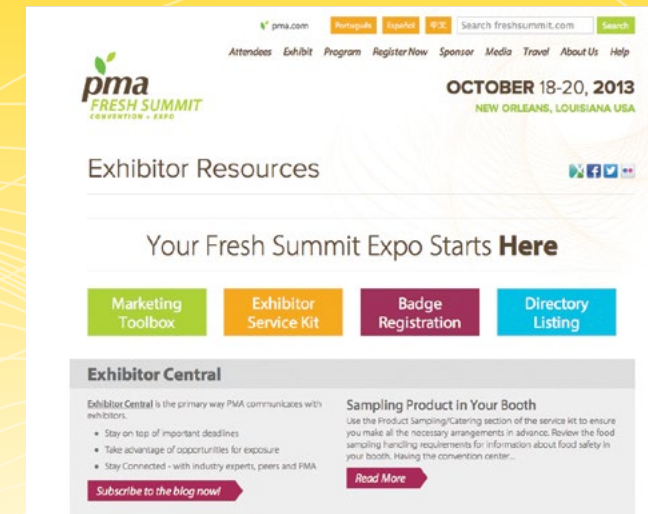 pma.com Português Español 中文 Search freshsummit.com Search
Attendees Exhibit Program Register Now Sponsor Media Travel About Us Help
pma
FRESH SUMMIT
CONVENTION + EXPO
OCTOBER 18-20, 2013
NEW ORLEANS, LOUISIANA USA
Exhibitor Resources
Your Fresh Summit Expo Starts Here
Marketing
Toolbox
Exhibitor
Service Kit
Badge
Registration
Directory
Listing
Exhibitor Central
Exhibitor Central is the primary way PMA communicates with
exhibitors.
• Stay on top of important deadlines
• Take advantage of opportunities for exposure
• Stay Connected - with industry experts, peers and PMA
Subscribe to the blog now!
Sampling Product in Your Booth
Use the Product Sampling/Catering section of the service kit to ensure
you make all the necessary arrangements in advance. Review the food
sampling handling requirements for information about food safety in
your booth. Having the convention center...
Read More